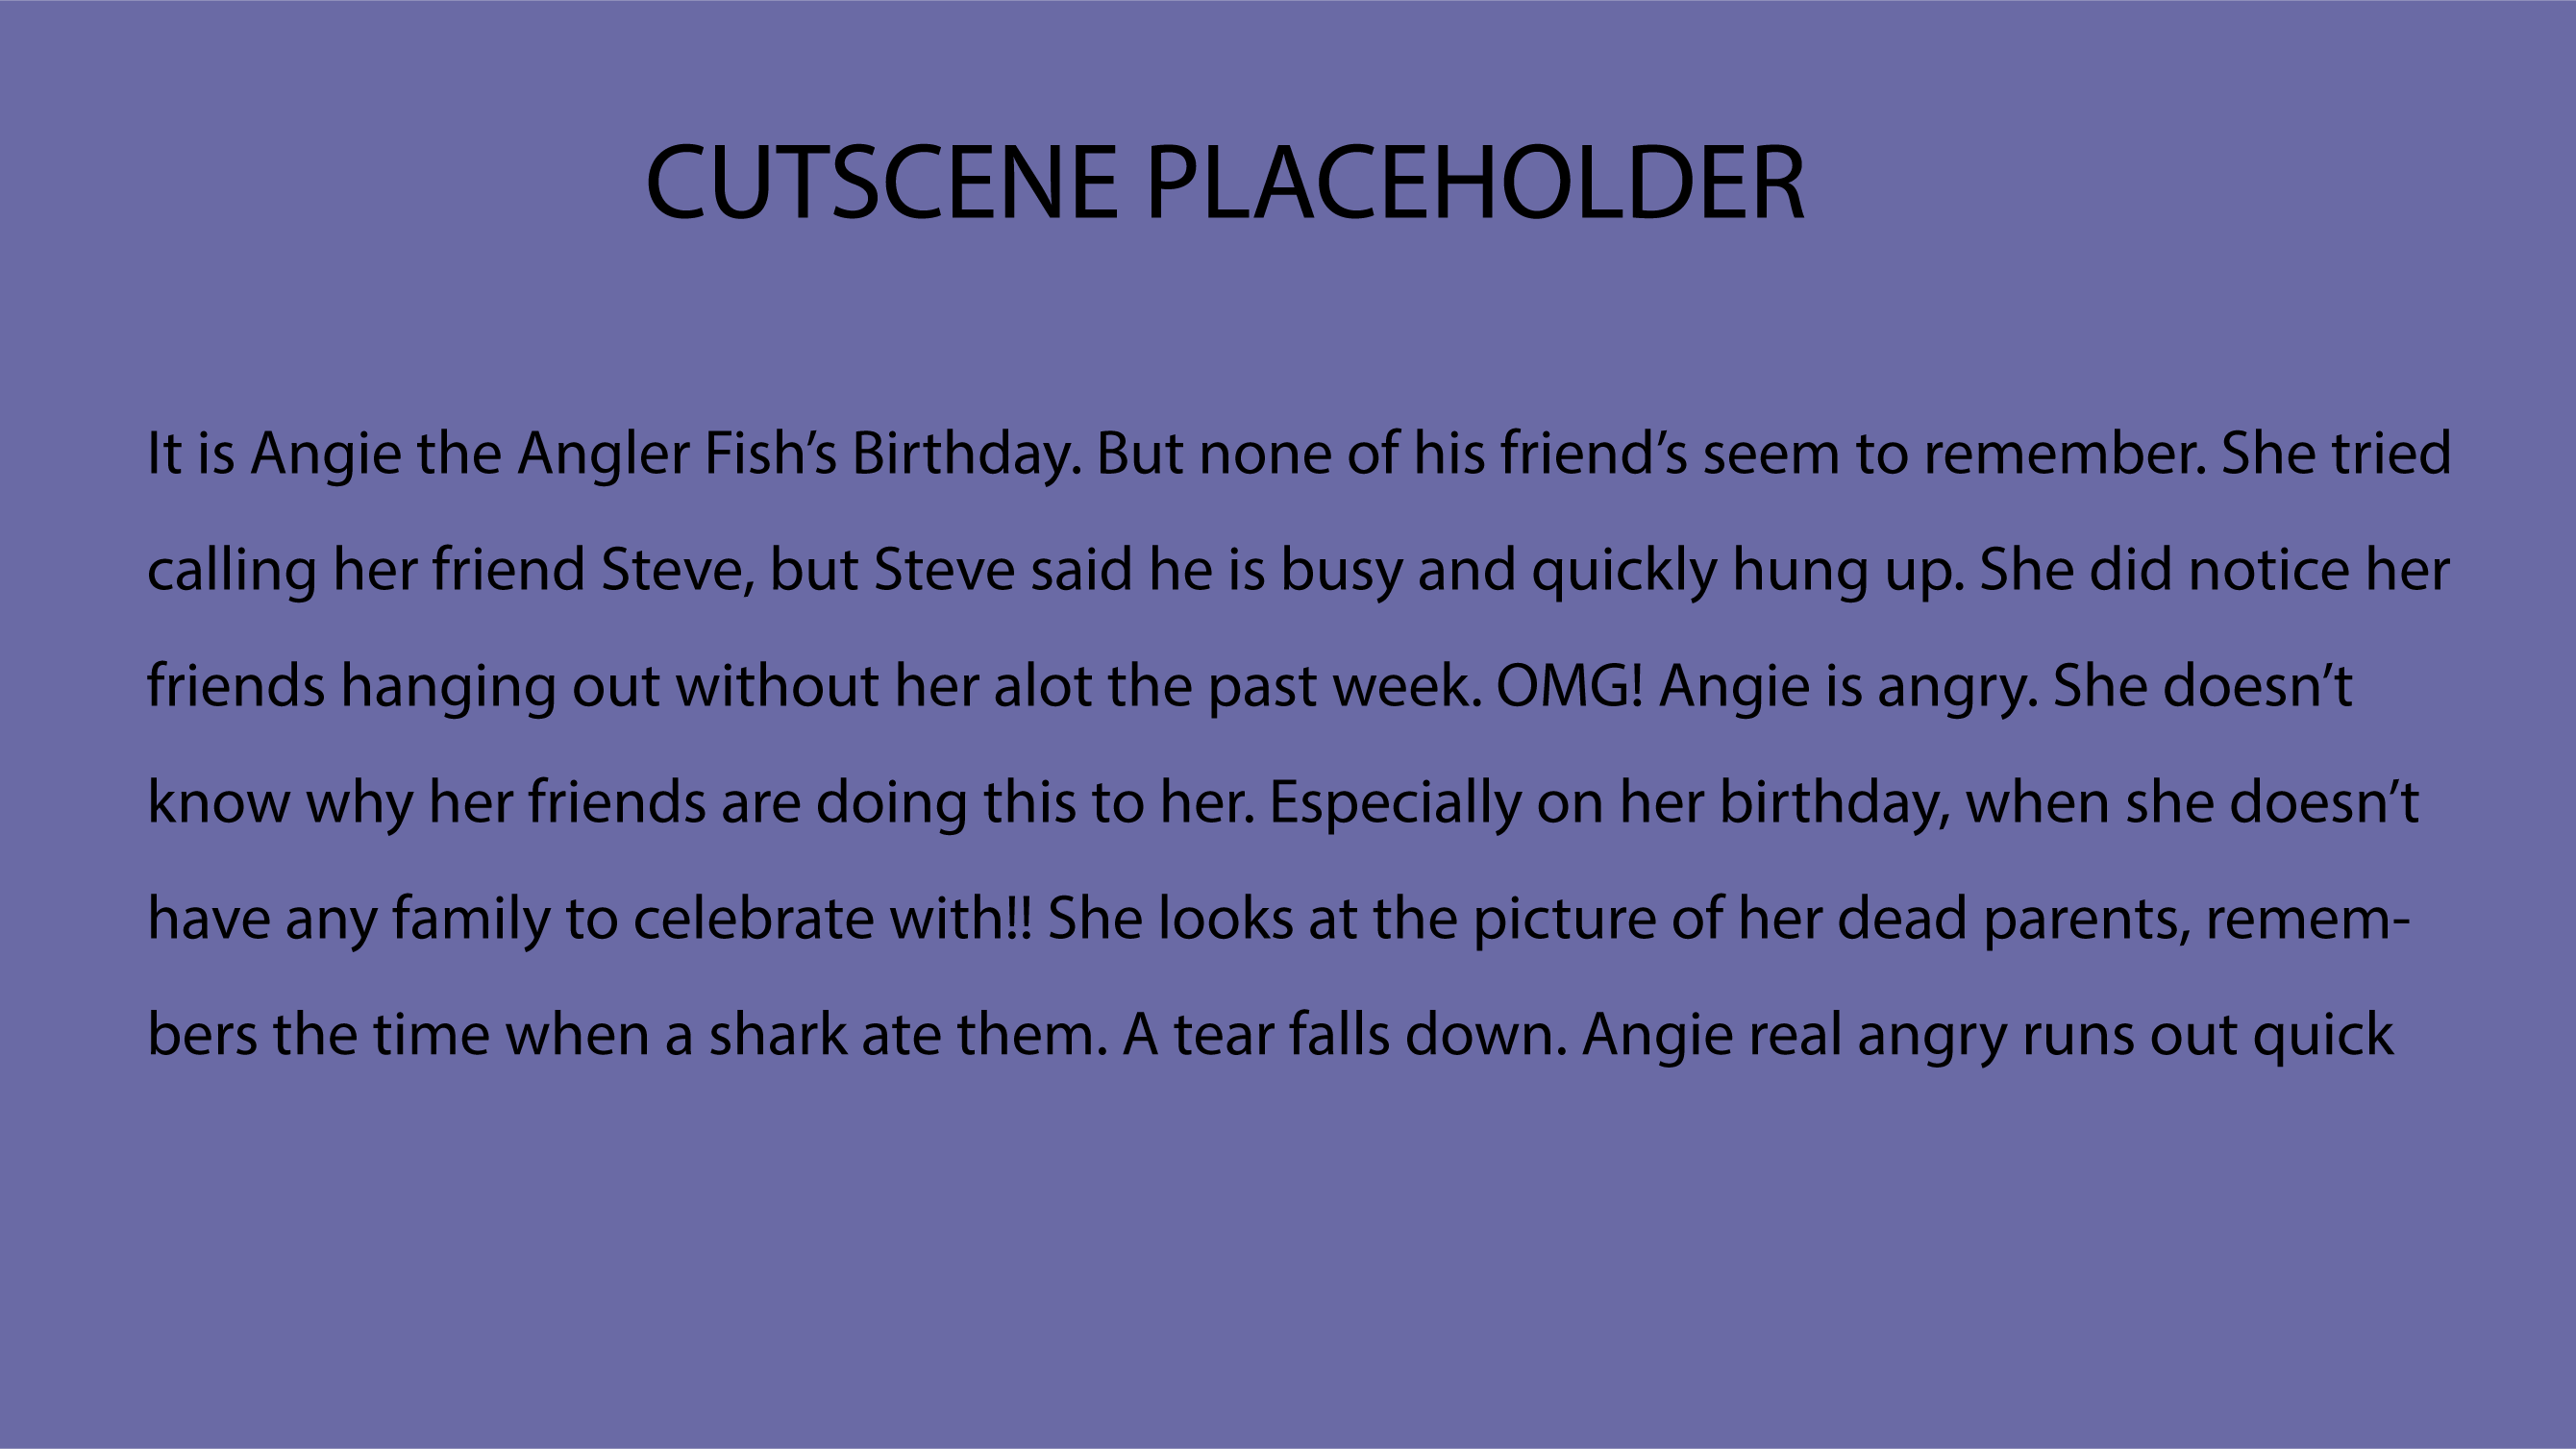 CUTSCENE PLACEHOLDER
It is Angie the Angler Fish’s Birthday. But none of his friend’s seem to remember. She tried
calling her friend Steve, but Steve said he is busy and quickly hung up. She did notice her
friends hanging out without her alot the past week. OMG! Angie is angry. She doesn’t
know why her friends are doing this to her. Especially on her birthday, when she doesn’t
have any family to celebrate with!! She looks at the picture of her dead parents, remem-
bers the time when a shark ate them. A tear falls down. Angie real angry runs out quick